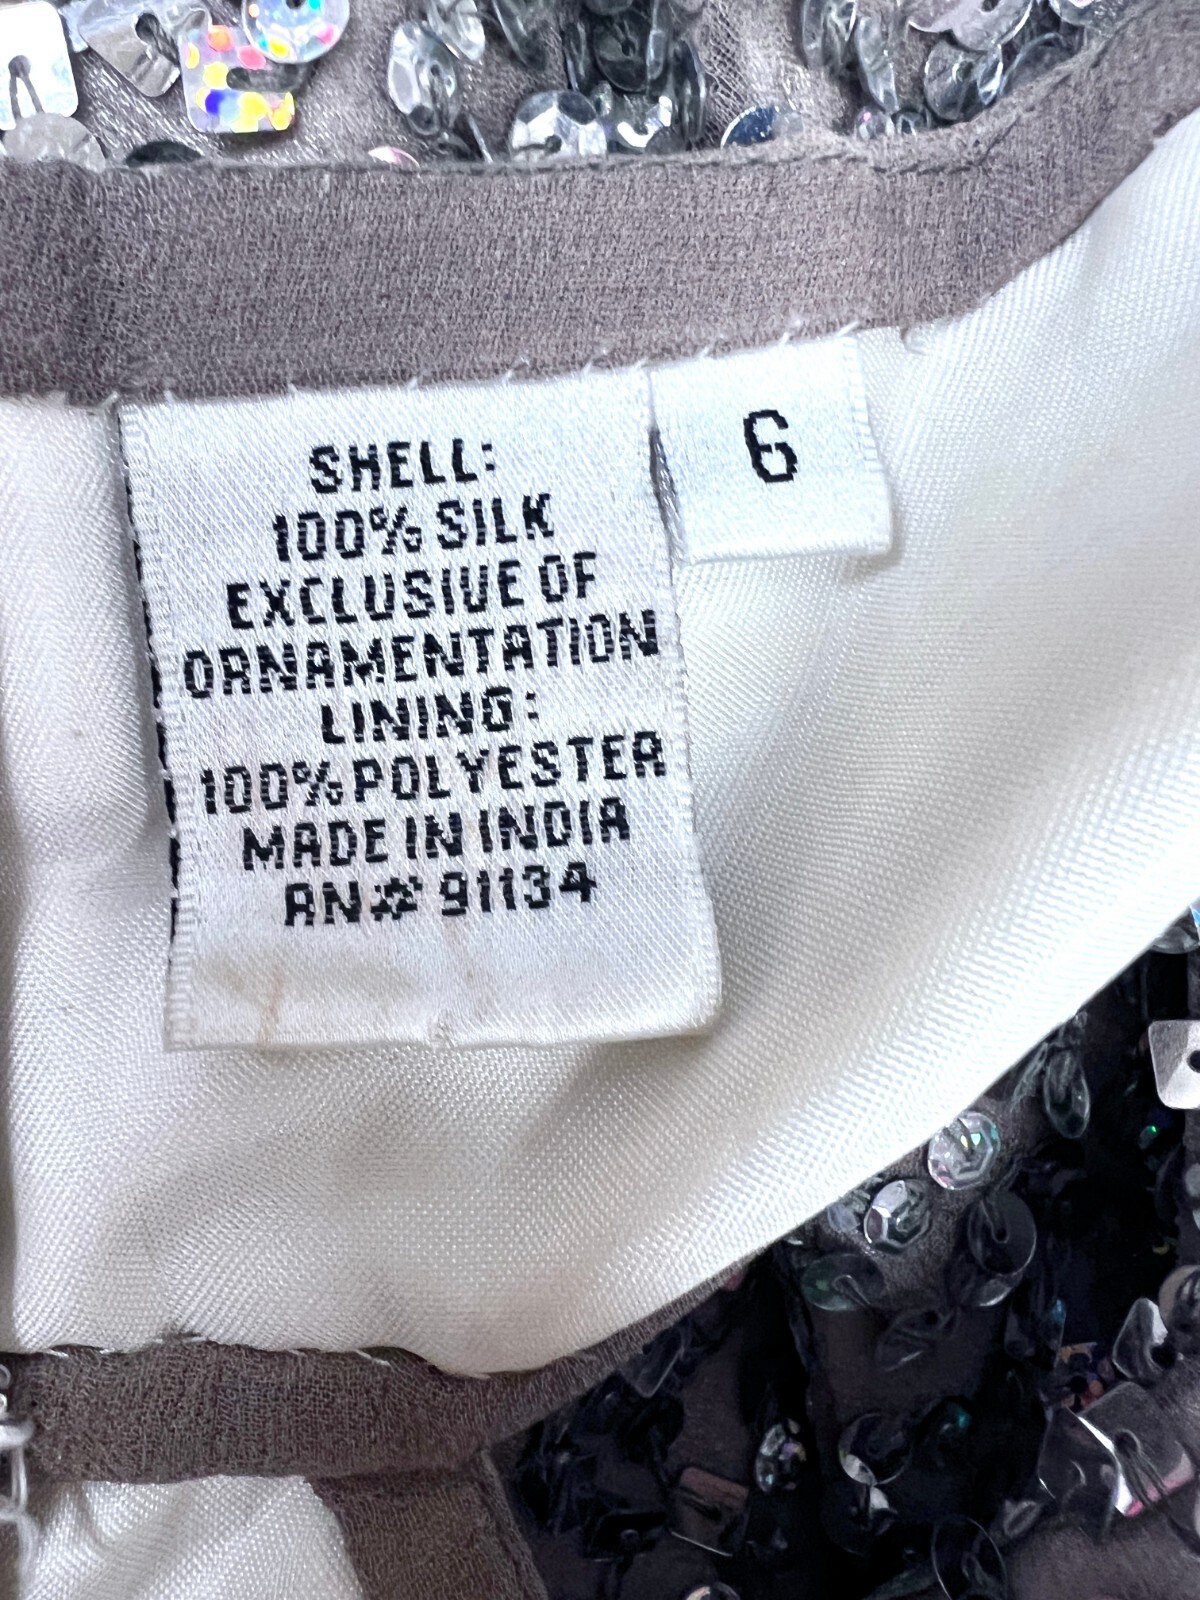 SHELL:
100% SILK
EXCLUSIVE OF
ORNAMENTATION
LINING:
100% POLYESTER
MADE IN INDIA
RN# 91134
6